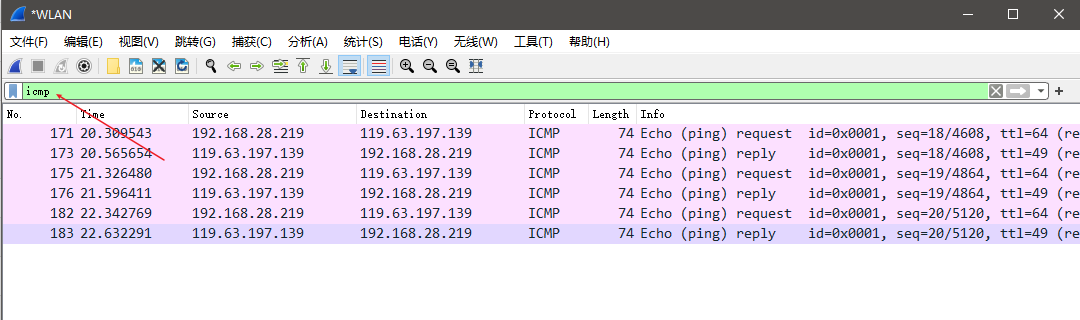 *WLAN
文件(F) 编辑(E) 视图(V) 跳转(G) 捕获(C) 分析(A) 统计(S) 电话(Y) 无线(W) 工具(T) 帮助(H)
icmp
No. Time Source Destination Protocol Length Info
171 20.309543 192.168.28.219 119.63.197.139 ICMP 74 Echo (ping) request id=0x0001, seq=18/4608, ttl=64 (re
173 20.565654 119.63.197.139 192.168.28.219 ICMP 74 Echo (ping) reply id=0x0001, seq=18/4608, ttl=49 (re
175 21.326480 192.168.28.219 119.63.197.139 ICMP 74 Echo (ping) request id=0x0001, seq=19/4864, ttl=64 (re
176 21.596411 119.63.197.139 192.168.28.219 ICMP 74 Echo (ping) reply id=0x0001, seq=19/4864, ttl=49 (re
182 22.342769 192.168.28.219 119.63.197.139 ICMP 74 Echo (ping) request id=0x0001, seq=20/5120, ttl=64 (re
183 22.632291 119.63.197.139 192.168.28.219 ICMP 74 Echo (ping) reply id=0x0001, seq=20/5120, ttl=49 (re